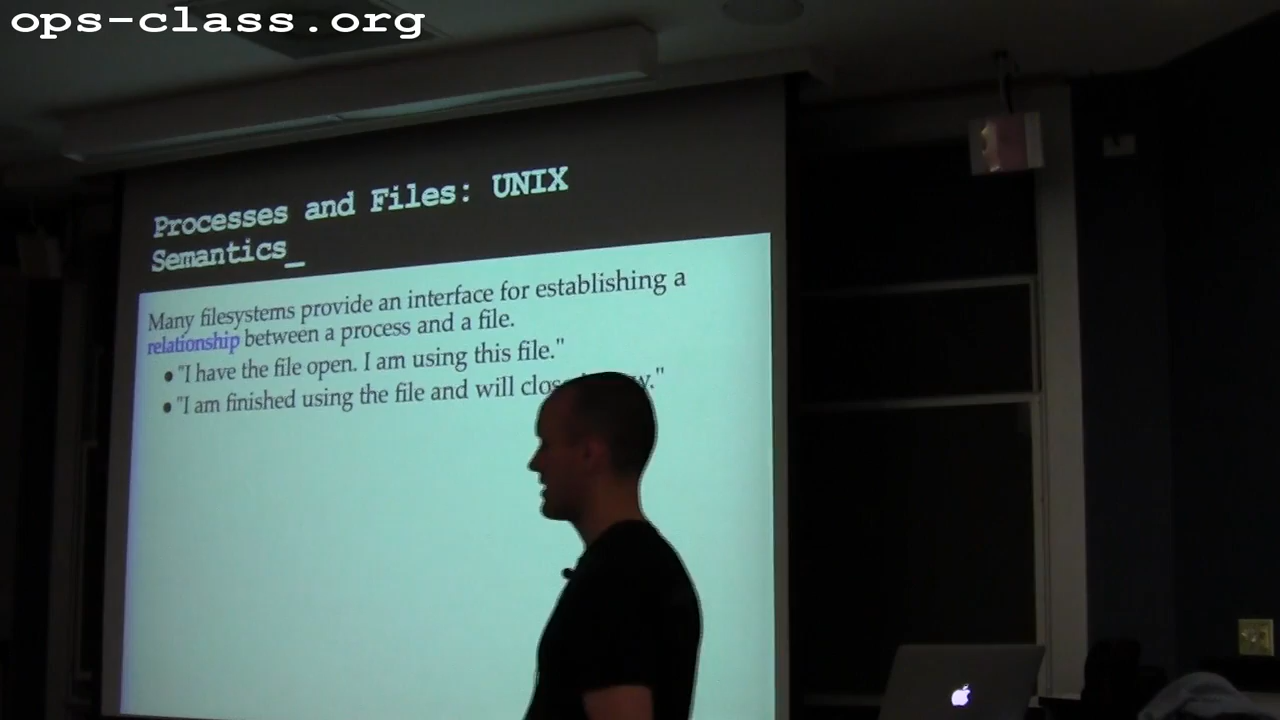 ops-class.org
Processes and Files: UNIX
Semantics_
Many filesystems provide an interface for establishing a
relationship between a process and a file.
• "I have the file open. I am using this file."
• "I am finished using the file and will